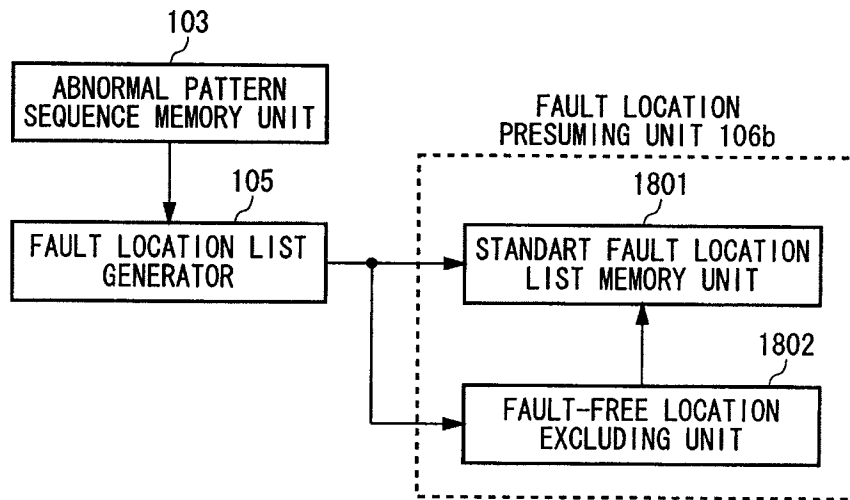 103
ABNORMAL PATTERN
SEQUENCE MEMORY UNIT
FAULT LOCATION
PRESUMING UNIT 106b
105
FAULT LOCATION LIST
GENERATOR
1801
STANDART FAULT LOCATION
LIST MEMORY UNIT
1802
FAULT-FREE LOCATION
EXCLUDING UNIT